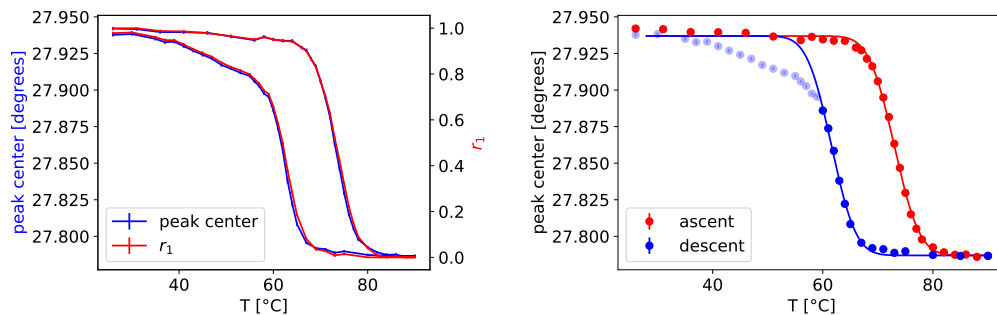 27.950
27.925
27.900
27.875
27.850
27.825
27.800
peak center [degrees]
40
60
80
T [°C]
1.0
0.8
0.6
0.4
0.2
0.0
r₁
peak center
r₁
27.950
27.925
27.900
27.875
27.850
27.825
27.800
peak center [degrees]
40
60
80
T [°C]
ascent
descent